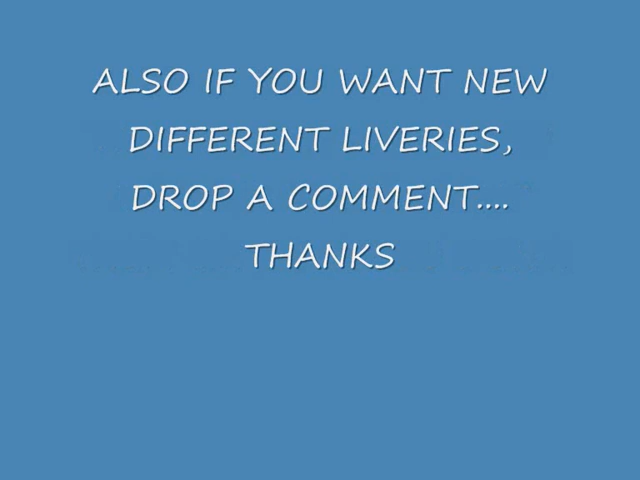 ALSO IF YOU WANT NEW
DIFFERENT LIVERIES,
DROP A COMMENT....
THANKS